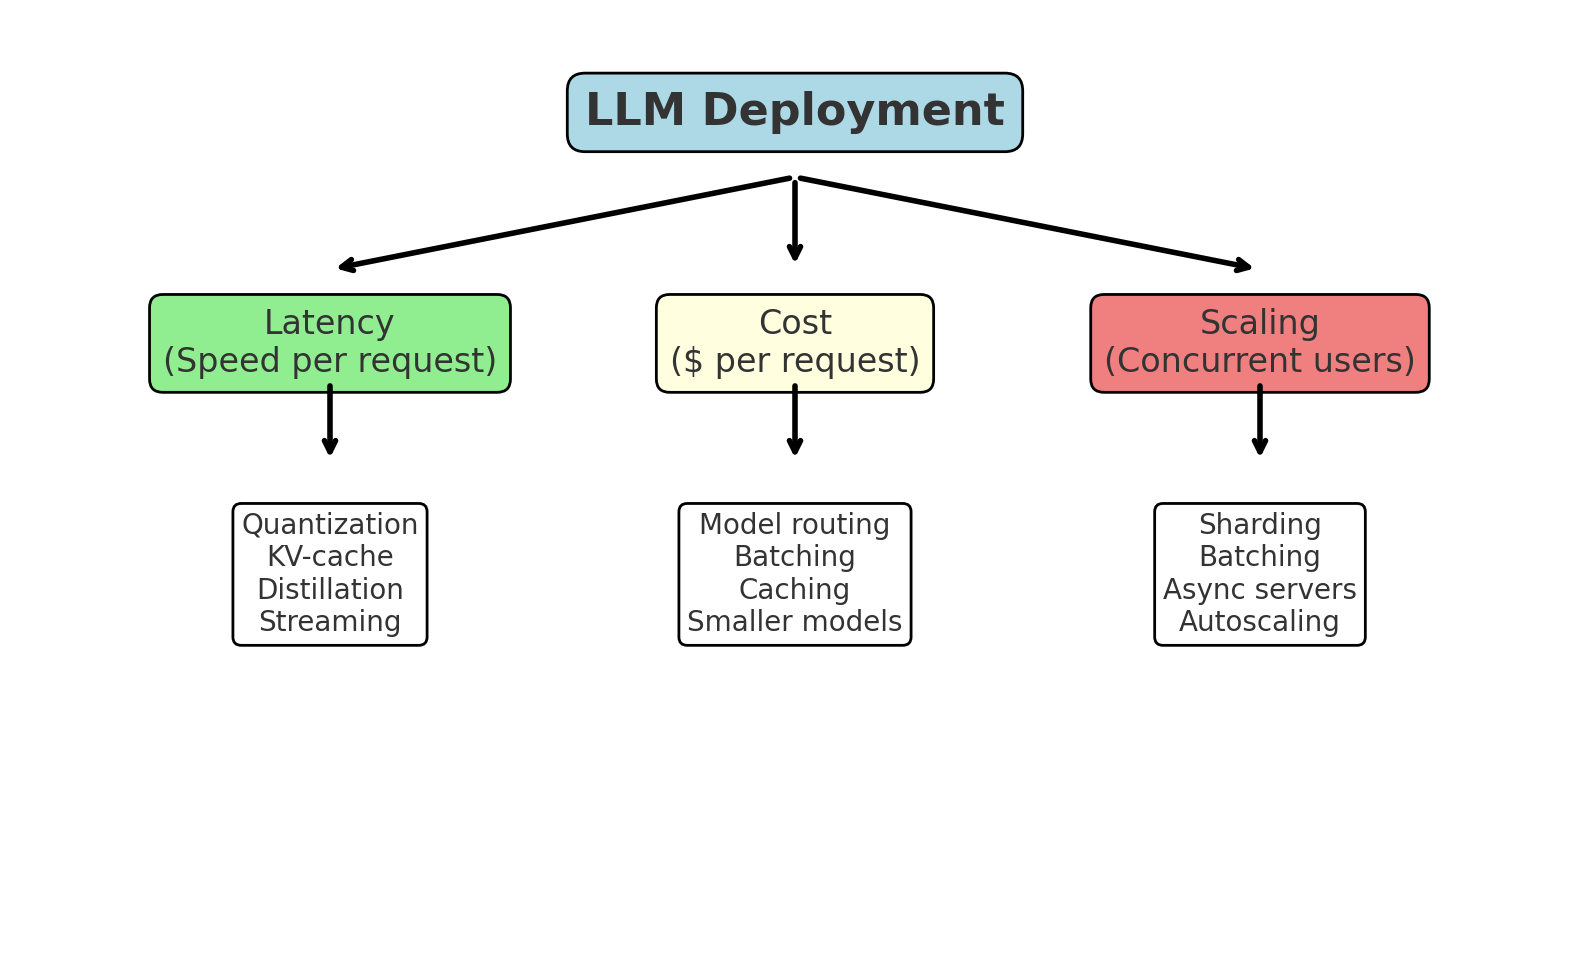 LLM Deployment
Latency
(Speed per request)
Cost
($ per request)
Scaling
(Concurrent users)
Quantization
KV-cache
Distillation
Streaming
Model routing
Batching
Caching
Smaller models
Sharding
Batching
Async servers
Autoscaling